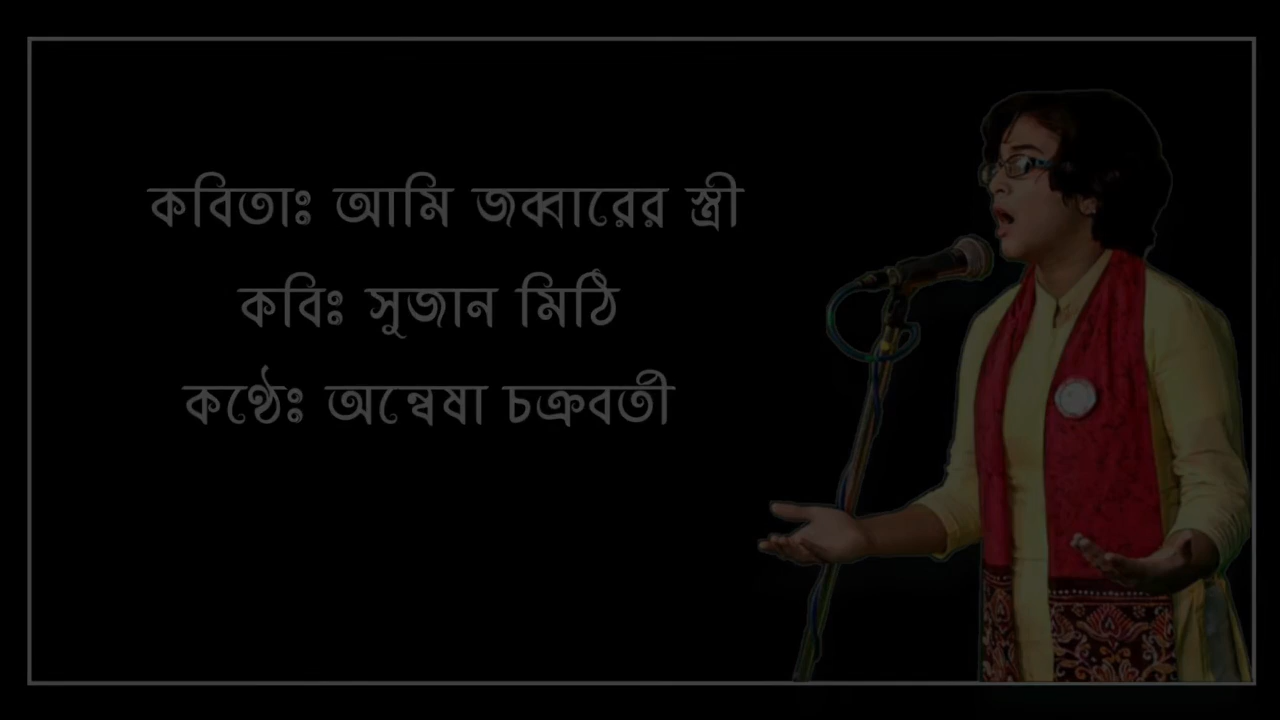 কবিতাঃ আমি জব্বারের স্ত্রী
কবিঃ সুজান মিঠি
কণ্ঠেঃ অন্বেষা চক্রবর্তী